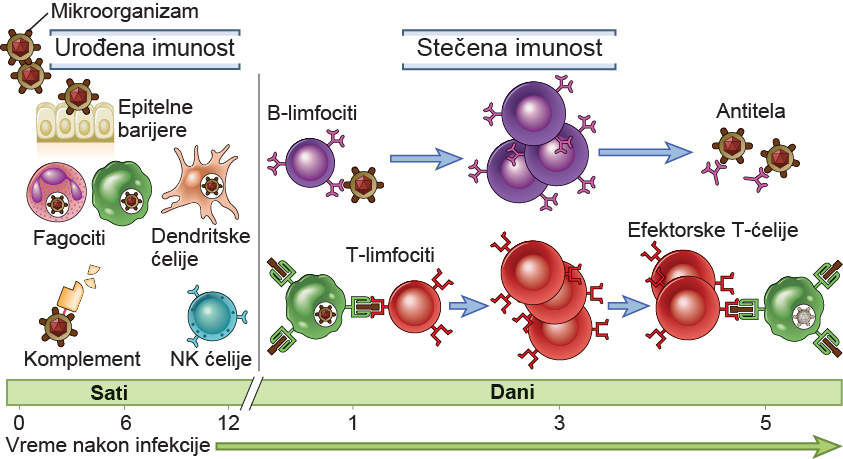 Mikroorganizam
Urođena imunost
Stečena imunost
Epitelne
barijere
B-limfociti
Antitela
Fagociti
Dendritske
ćelije
T-limfociti
Efektorske T-ćelije
Komplement
NK ćelije
Sati
Dani
0
6
12
1
3
5
Vreme nakon infekcije